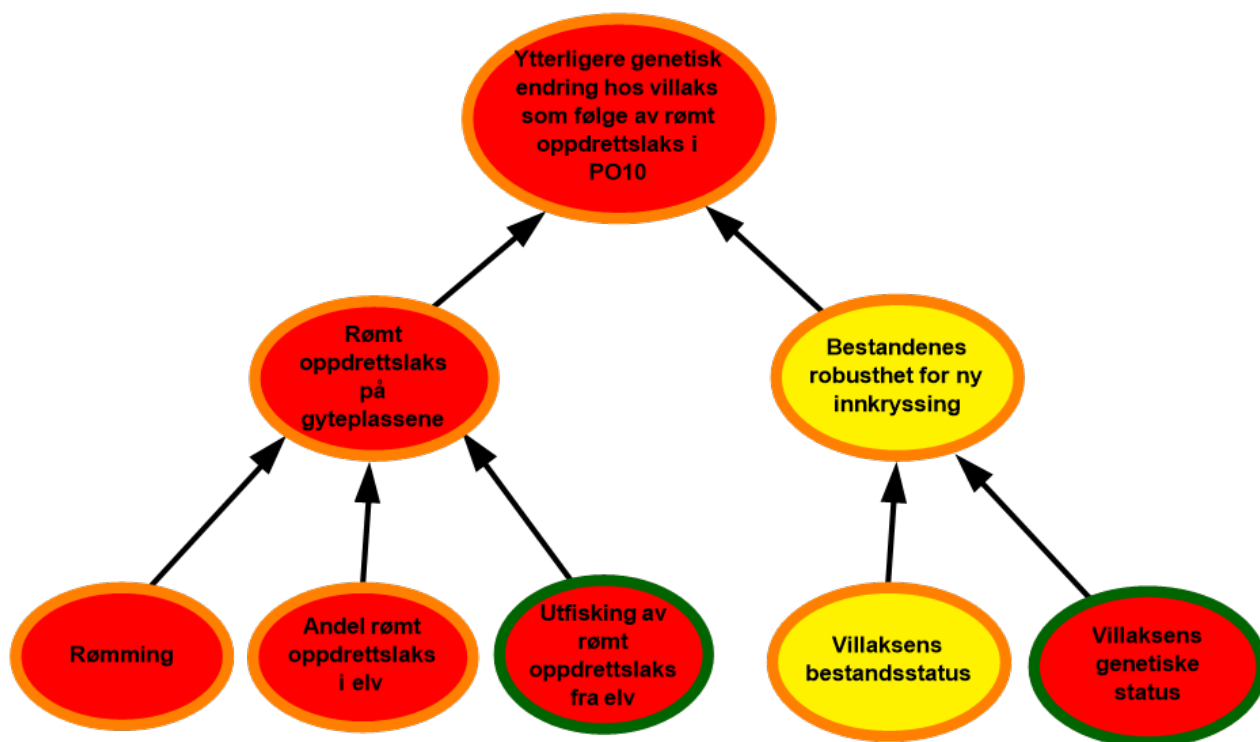 Ytterligere genetisk
endring hos villaks
som følge av rømt
oppdrettslaks i
PO10
Rømt
oppdrettslaks
på
gyteplassene
Bestandenes
robusthet for ny
innkryssing
Rømming
Andel rømt
oppdrettslaks
i elv
Utfisking av
rømt
oppdrettslaks
fra elv
Villaksens
bestandsstatus
Villaksens
genetiske
status